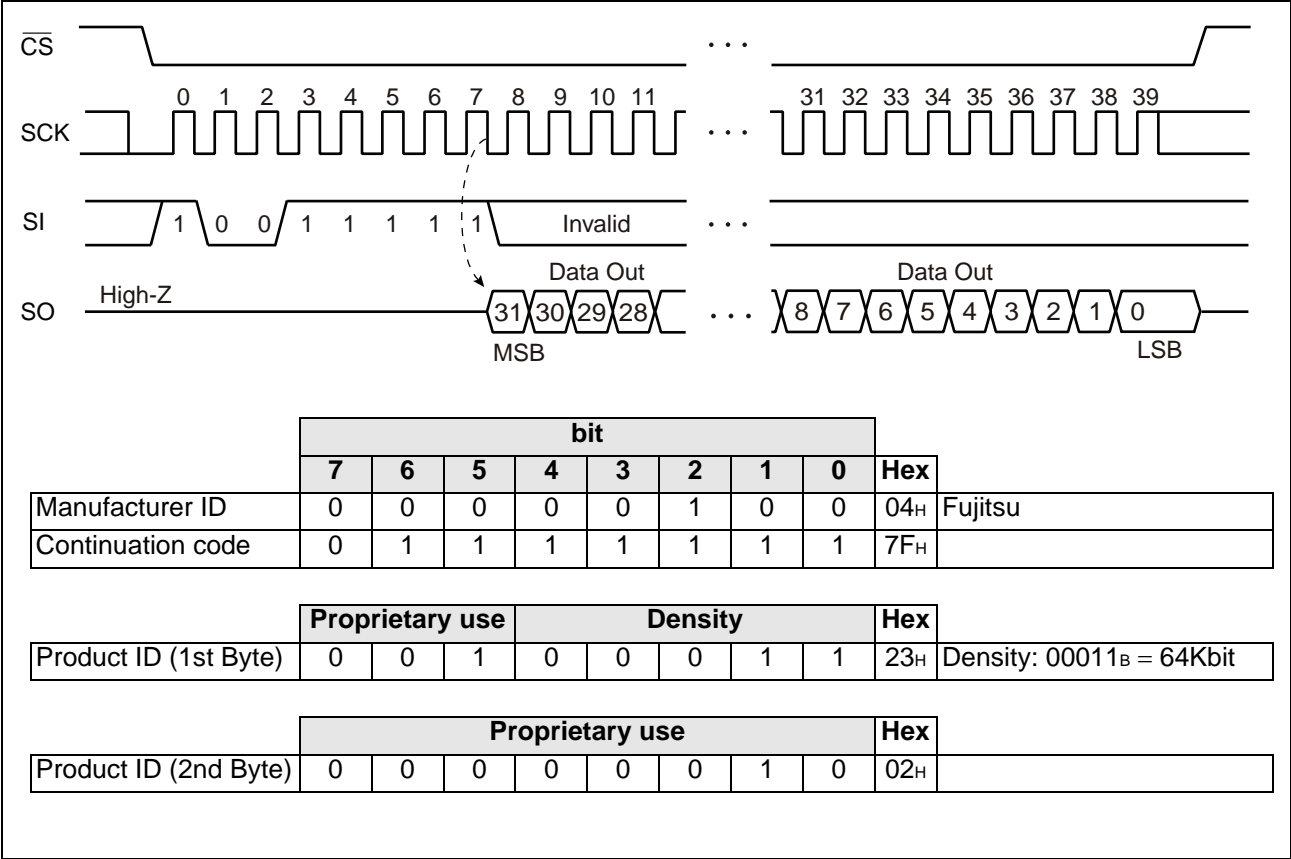 CS
. . .
0 1 2 3 4 5 6 7 8 9 10 11 31 32 33 34 35 36 37 38 39
SCK . . .
SI 1 0 0 1 1 1 1 1 Invalid . . .
Data Out Data Out
High-Z
SO 31 30 29 28 . . . 8 7 6 5 4 3 2 1 0
MSB LSB
bit
7 6 5 4 3 2 1 0 Hex
Manufacturer ID 0 0 0 0 0 1 0 0 04H Fujitsu
Continuation code 0 1 1 1 1 1 1 1 7FH
Proprietary use Density Hex
Product ID (1st Byte) 0 0 1 0 0 0 1 1 23H Density: 00011B = 64Kbit
Proprietary use Hex
Product ID (2nd Byte) 0 0 0 0 0 0 1 0 02H